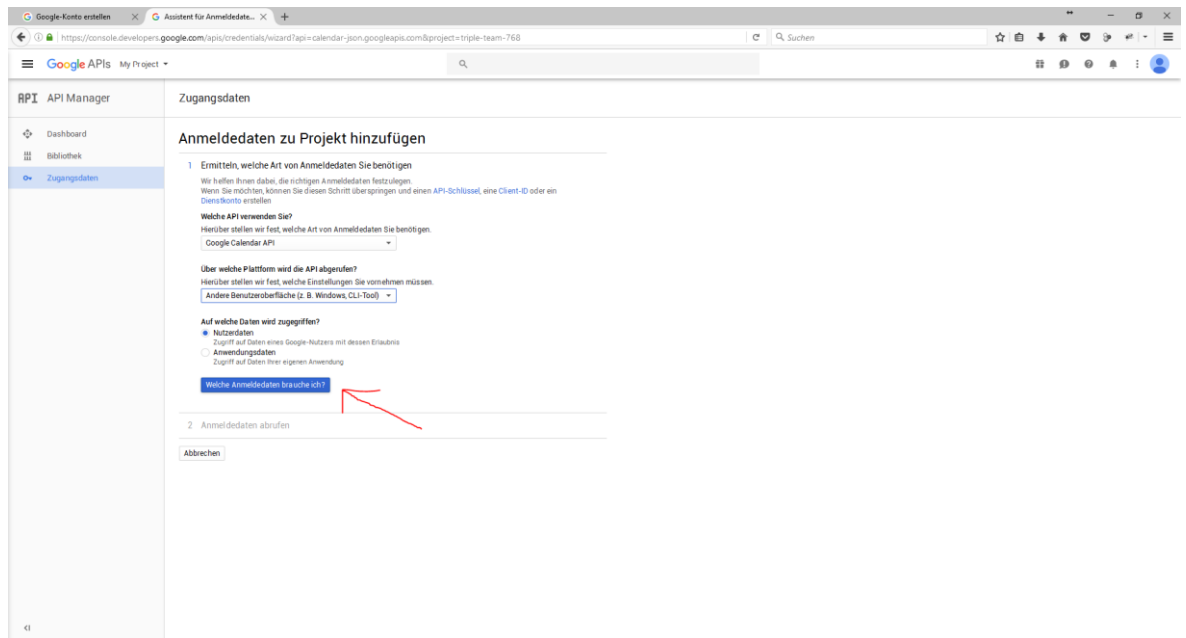 Google-Konto erstellen
Assistent für Anmeldedate...
https://console.developers.google.com/apis/credentials/wizard?api=calendar-json.googleapis.com&project=triple-team-768
Suchen
Google APIs My Project
API API Manager
Zugangsdaten
Dashboard
Bibliothek
Zugangsdaten
Anmeldedaten zu Projekt hinzufügen
1 Ermitteln, welche Art von Anmeldedaten Sie benötigen
Wir helfen Ihnen dabei, die richtigen Anmeldedaten festzulegen.
Wenn Sie möchten, können Sie diesen Schritt überspringen und einen API-Schlüssel, eine Client-ID oder ein
Dienstkonto erstellen
Welche API verwenden Sie?
Hierüber stellen wir fest, welche Art von Anmeldedaten Sie benötigen.
Google Calendar API
Über welche Plattform wird die API abgerufen?
Hierüber stellen wir fest, welche Einstellungen Sie vornehmen müssen.
Andere Benutzeroberfläche (z. B. Windows, CLI-Tool)
Auf welche Daten wird zugegriffen?
Nutzerdaten
Zugriff auf Daten eines Google-Nutzers mit dessen Erlaubnis
Anwendungsdaten
Zugriff auf Daten Ihrer eigenen Anwendung
Welche Anmeldedaten brauche ich?
2 Anmeldedaten abrufen
Abbrechen